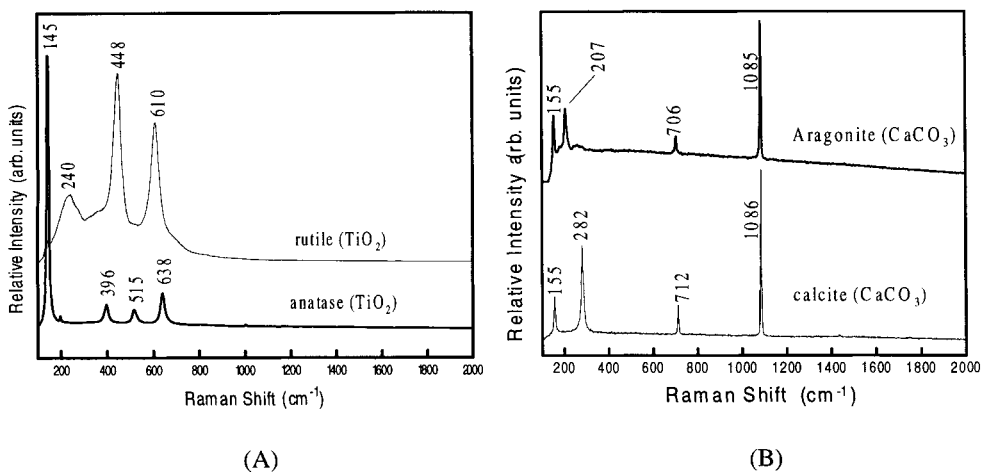 145
448
610
240
rutile (TiO2)
396
515
638
anatase (TiO2)
Relative Intensity (arb. units)
200 400 600 800 1000 1200 1400 1600 1800 2000
Raman Shift (cm-1)
(A)
155
207
706
1085
Aragonite (CaCO3)
155
282
712
1086
calcite (CaCO3)
Relative Intensity (arb. units)
200 400 600 800 1000 1200 1400 1600 1800 2000
Raman Shift (cm-1)
(B)